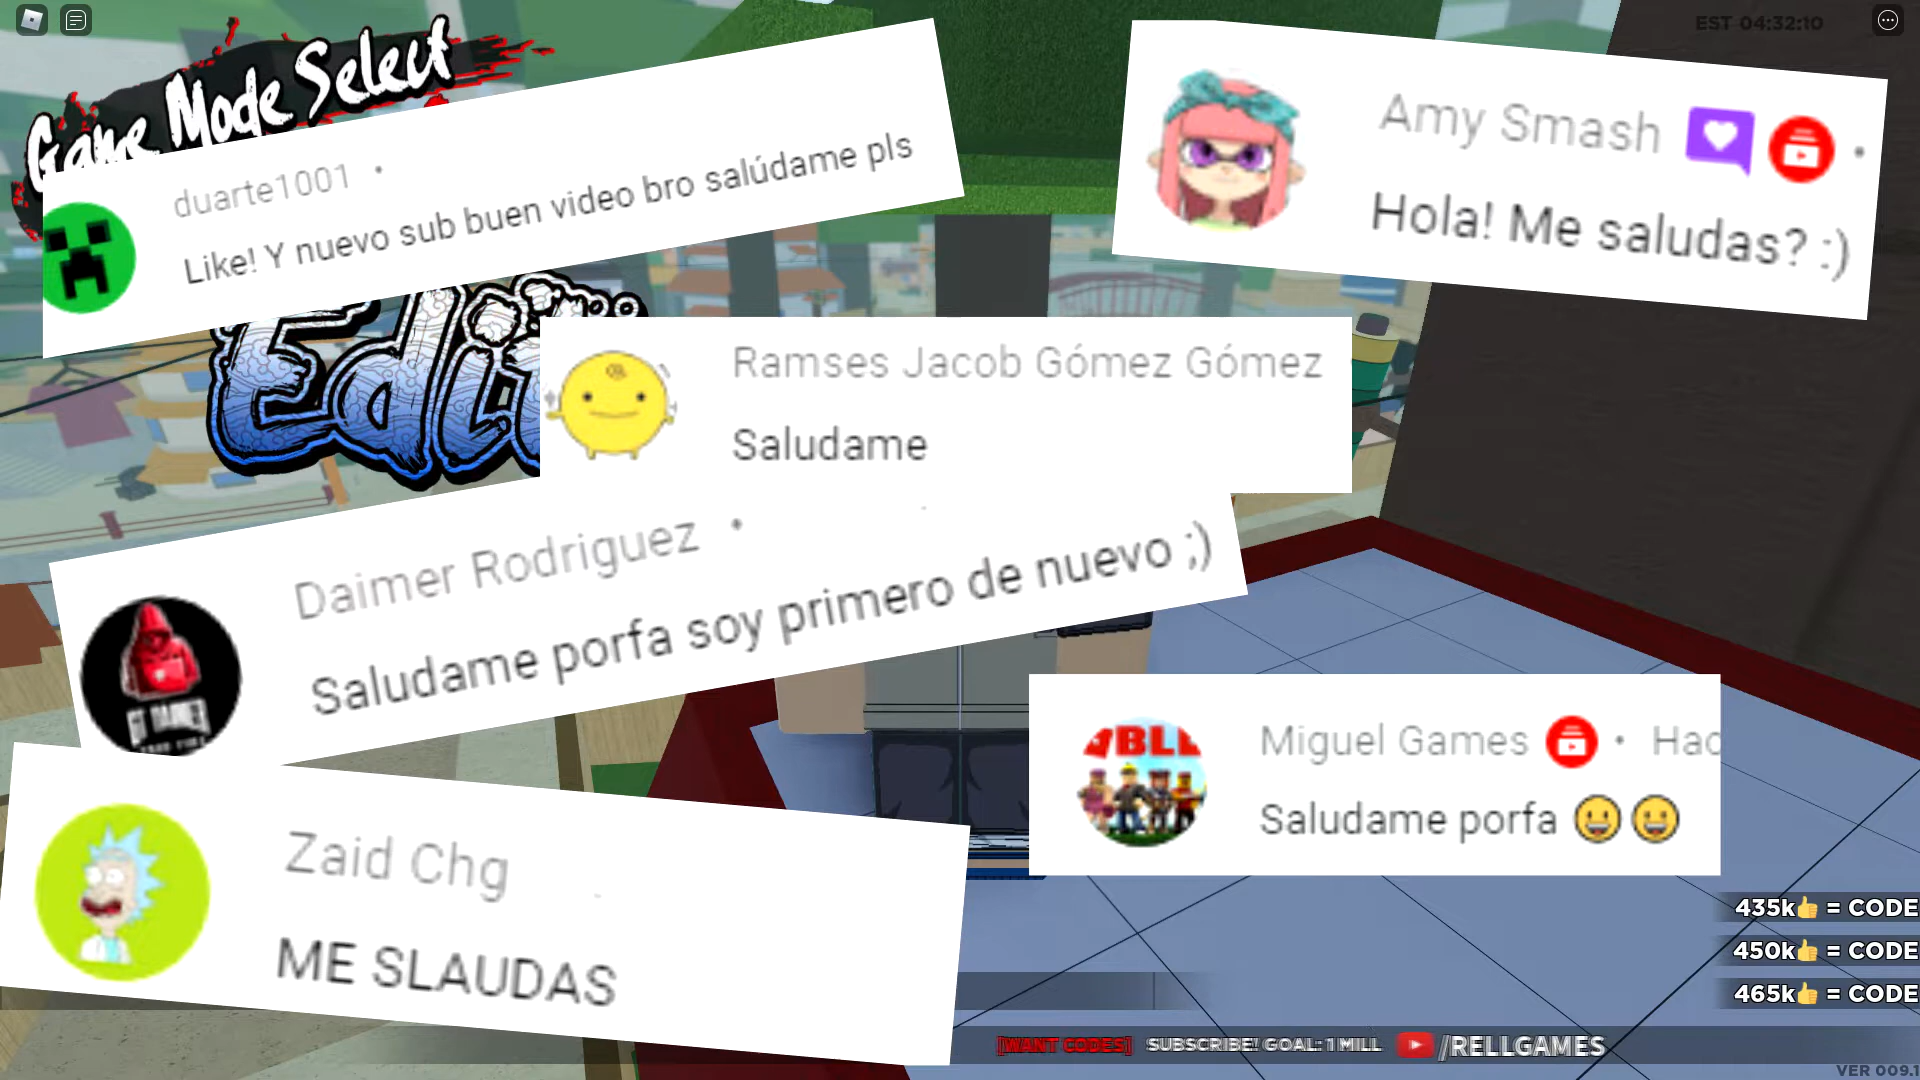 Game Mode Select
EST 04:32:10
duarte1001 •
Like! Y nuevo sub buen video bro salúdame pls
Amy Smash •
Hola! Me saludas? :)
Edit
Ramses Jacob Gómez Gómez
Saludame
Daimer Rodriguez •
Saludame porfa soy primero de nuevo ;)
Miguel Games • Hac
Saludame porfa 😀😀
Zaid Chg
ME SLAUDAS
435k👍 = CODE
450k👍 = CODE
465k👍 = CODE
[WANT CODES] SUBSCRIBE! GOAL: 1 MILL /RELLGAMES
VER 009.1